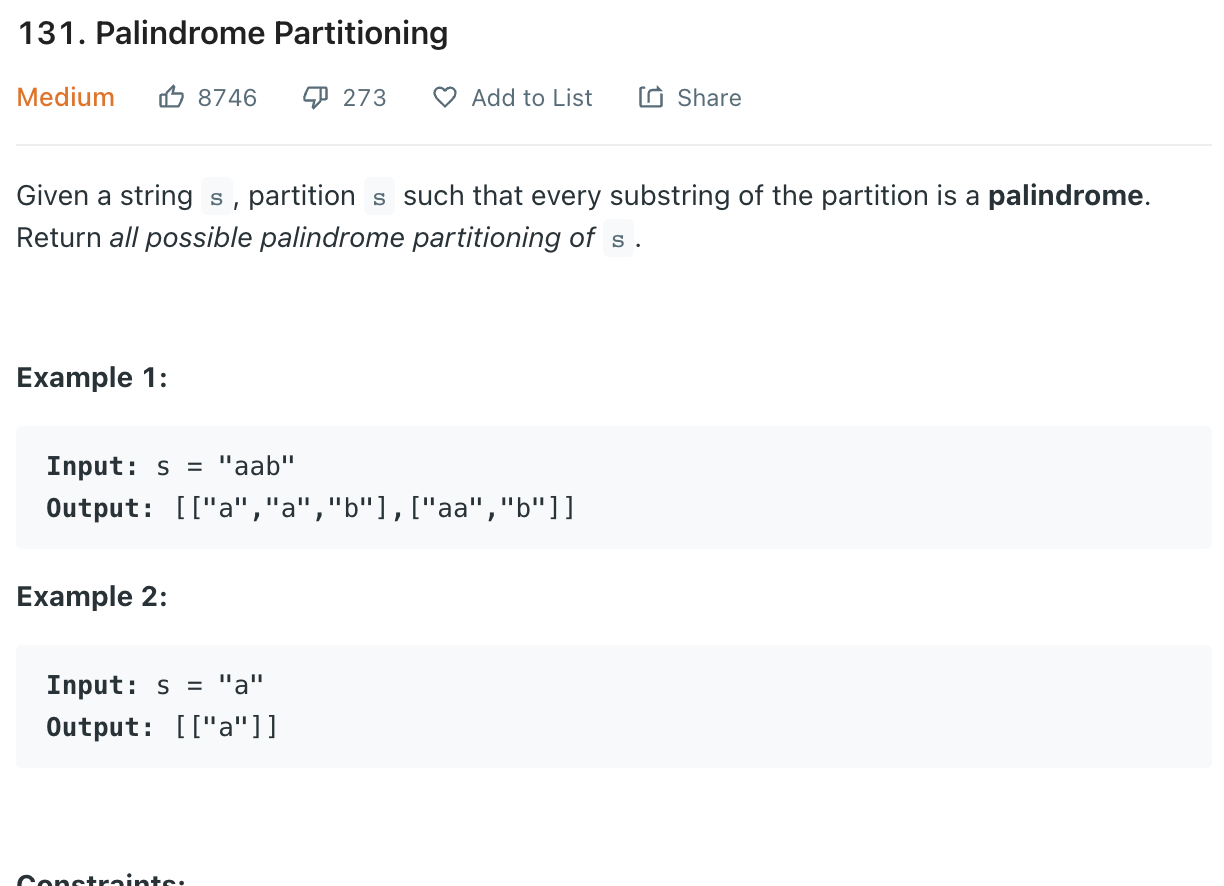 131. Palindrome Partitioning
Medium 8746 273 Add to List Share
Given a string s, partition s such that every substring of the partition is a palindrome.
Return all possible palindrome partitioning of s.
Example 1:
Input: s = "aab"
Output: [["a","a","b"],["aa","b"]]
Example 2:
Input: s = "a"
Output: [["a"]]
Constraints: